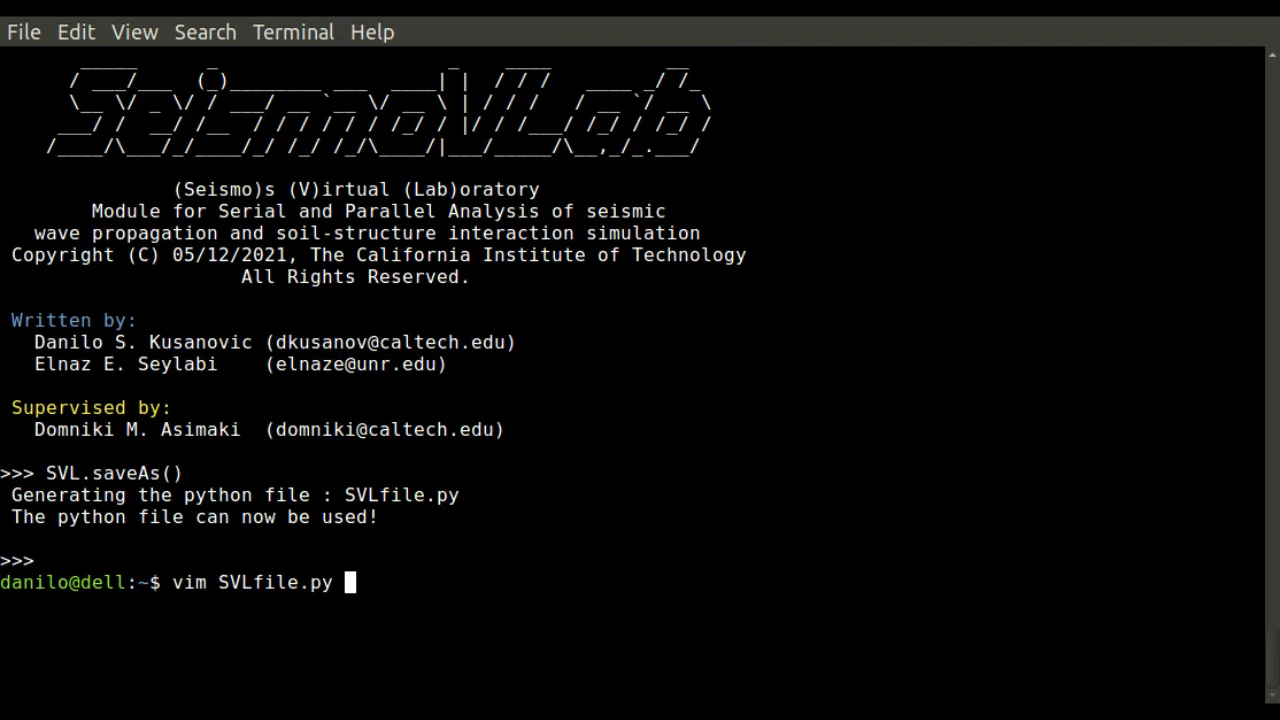 File Edit View Search Terminal Help
SeismoVLab
(Seismo)s (V)irtual (Lab)oratory
Module for Serial and Parallel Analysis of seismic
wave propagation and soil-structure interaction simulation
Copyright (C) 05/12/2021, The California Institute of Technology
All Rights Reserved.
Written by:
Danilo S. Kusanovic (dkusanov@caltech.edu)
Elnaz E. Seylabi (elnaze@unr.edu)
Supervised by:
Domniki M. Asimaki (domniki@caltech.edu)
>>> SVL.saveAs()
Generating the python file : SVLfile.py
The python file can now be used!
>>>
danilo@dell:~$ vim SVLfile.py